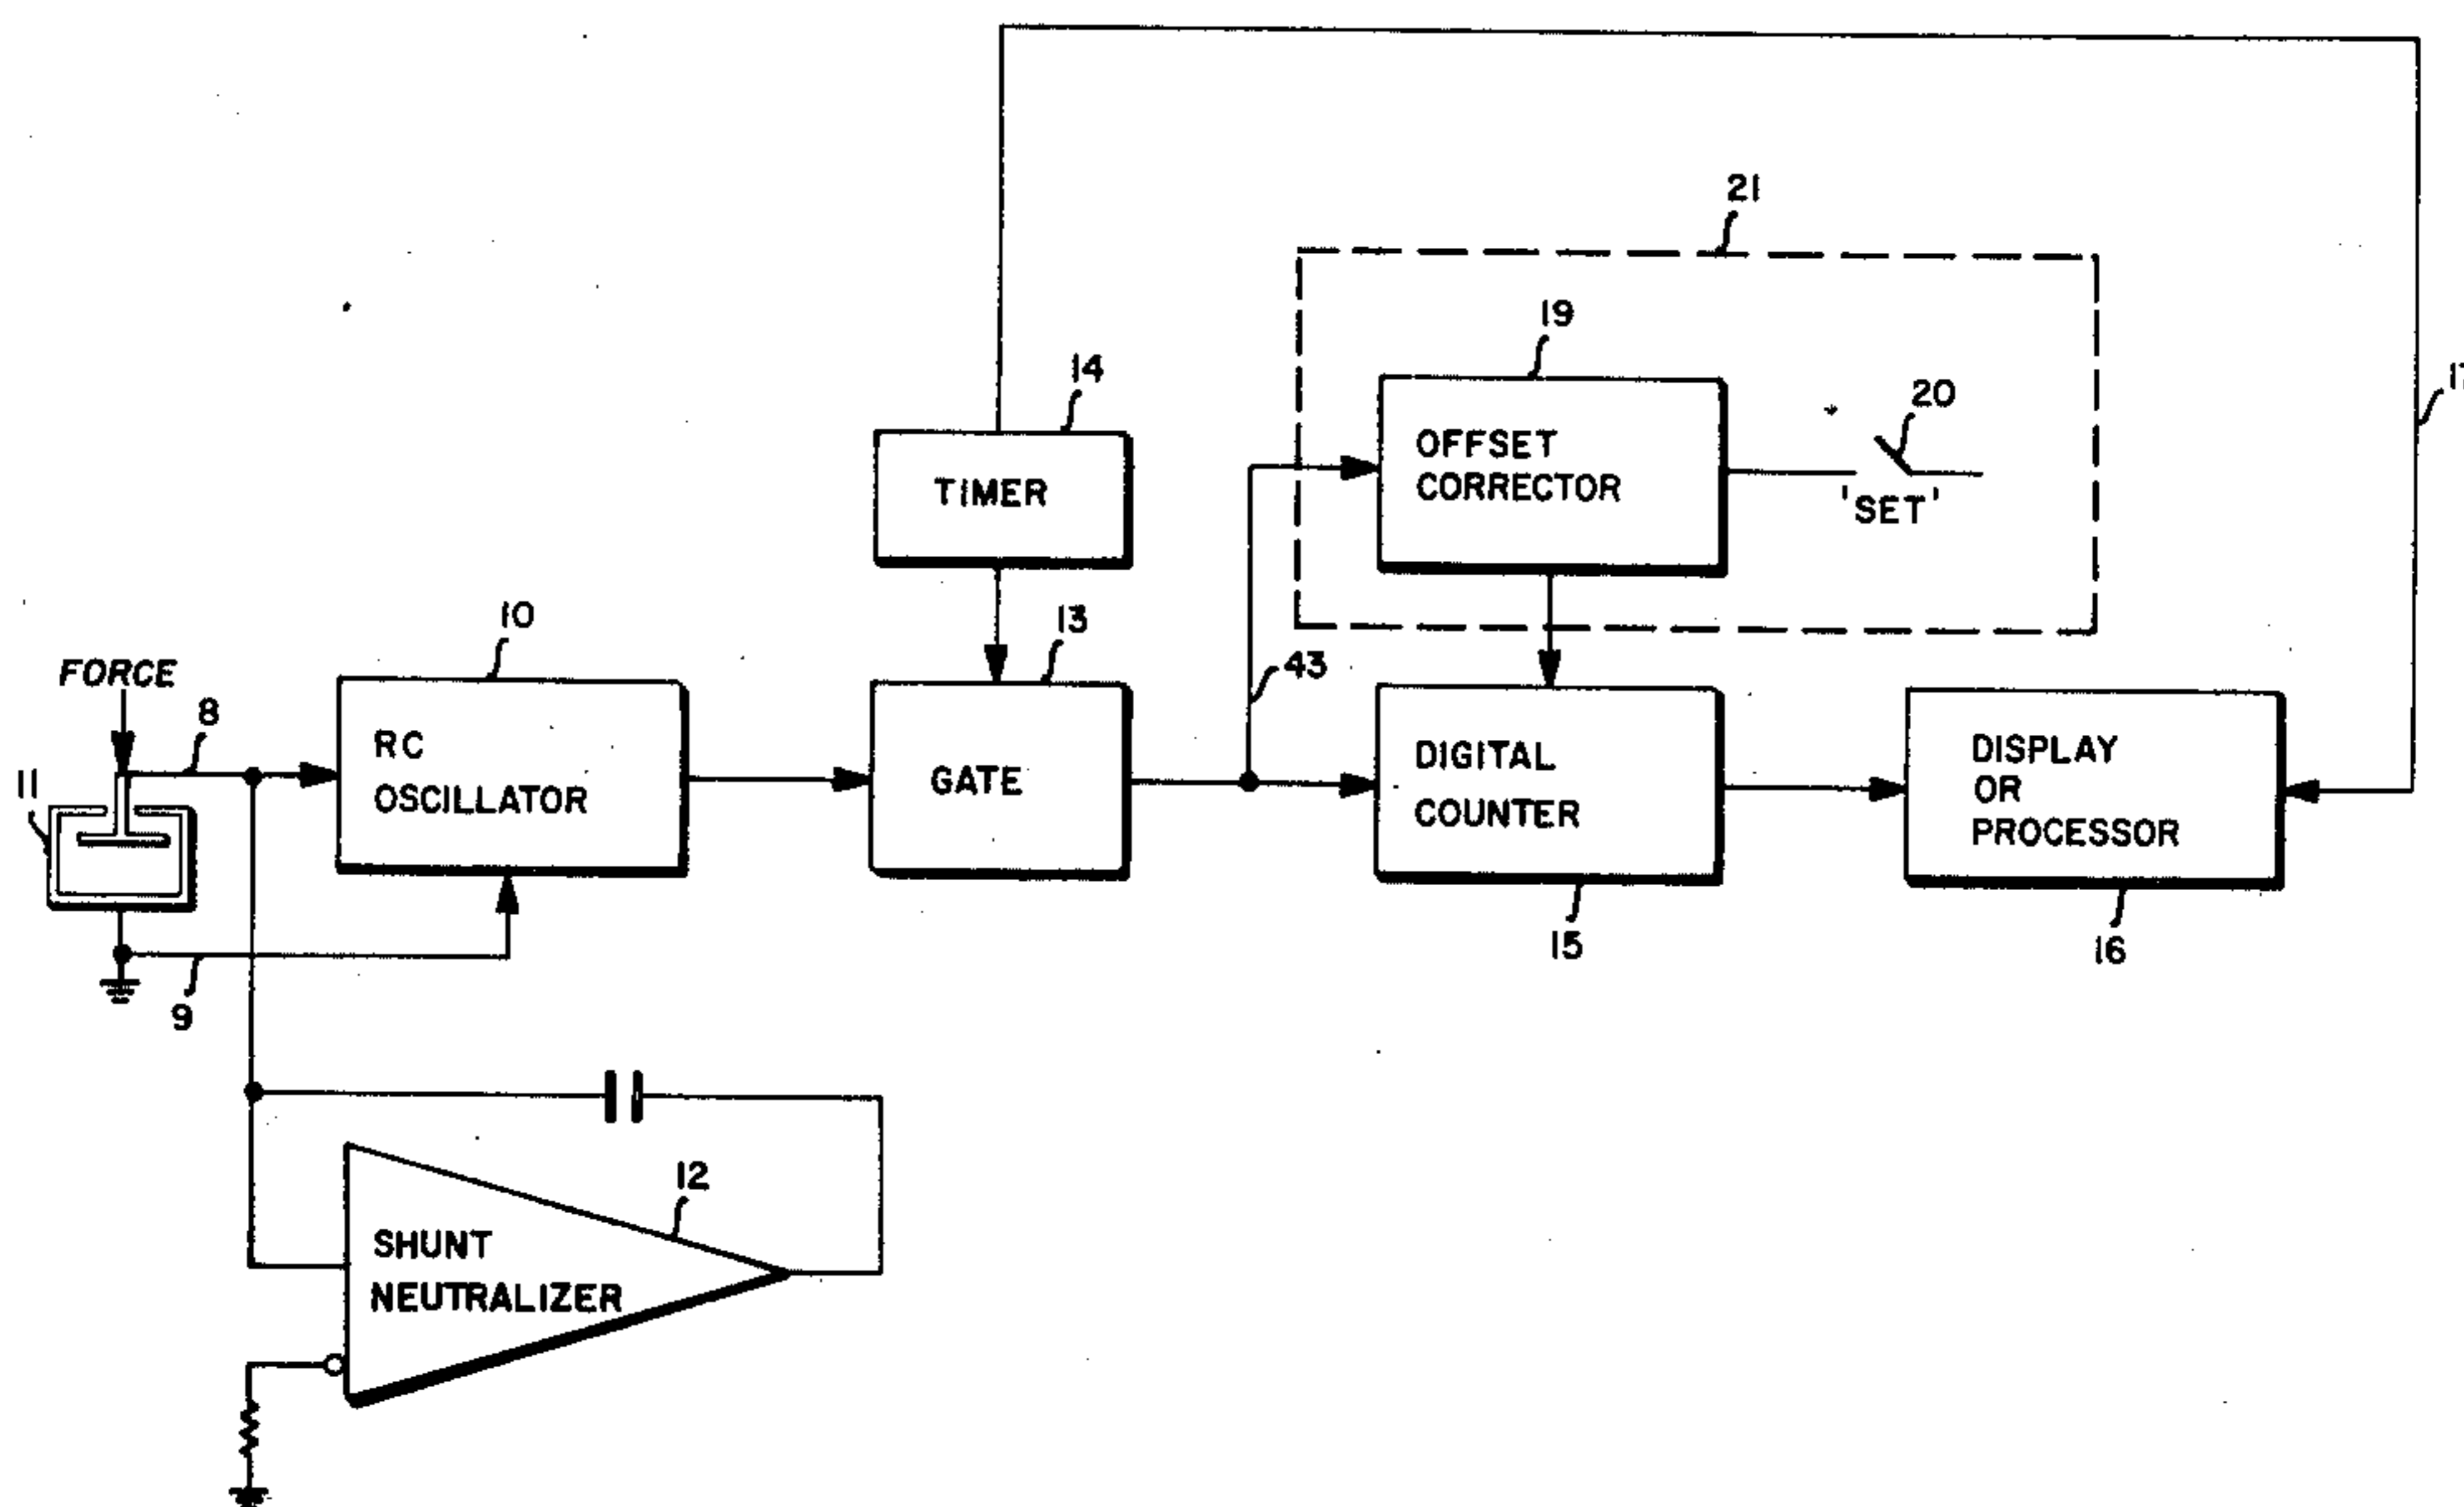 21
19
14
20
17
OFFSET
CORRECTOR
TIMER
'SET'
10
13
FORCE
43
8
RC
OSCILLATOR
DIGITAL
COUNTER
DISPLAY
OR
PROCESSOR
11
GATE
15
16
9
12
SHUNT
NEUTRALIZER